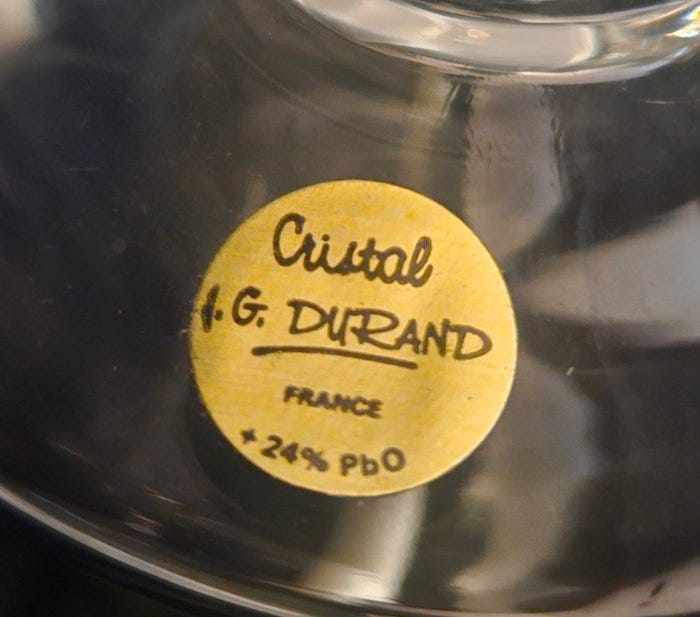 Cristal
J. G. DURAND
FRANCE
+ 24% PbO